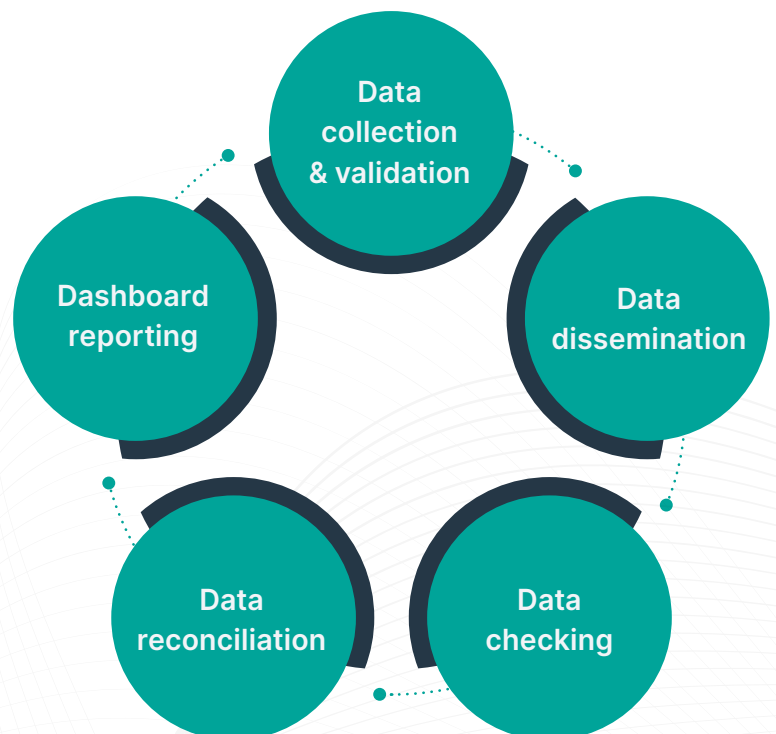 Data
collection
& validation
Dashboard
reporting
Data
dissemination
Data
reconciliation
Data
checking